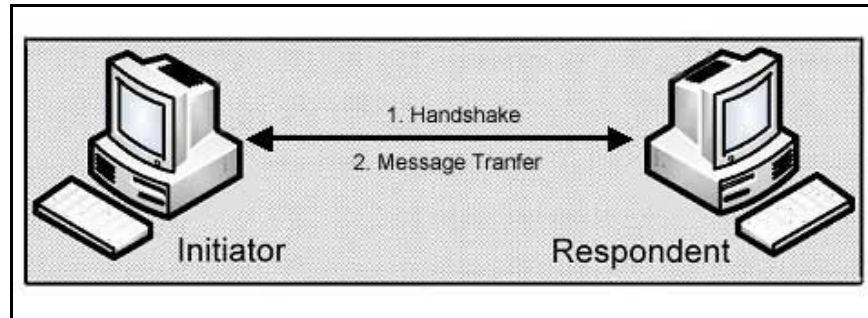 1. Handshake
2. Message Tranfer
Initiator
Respondent